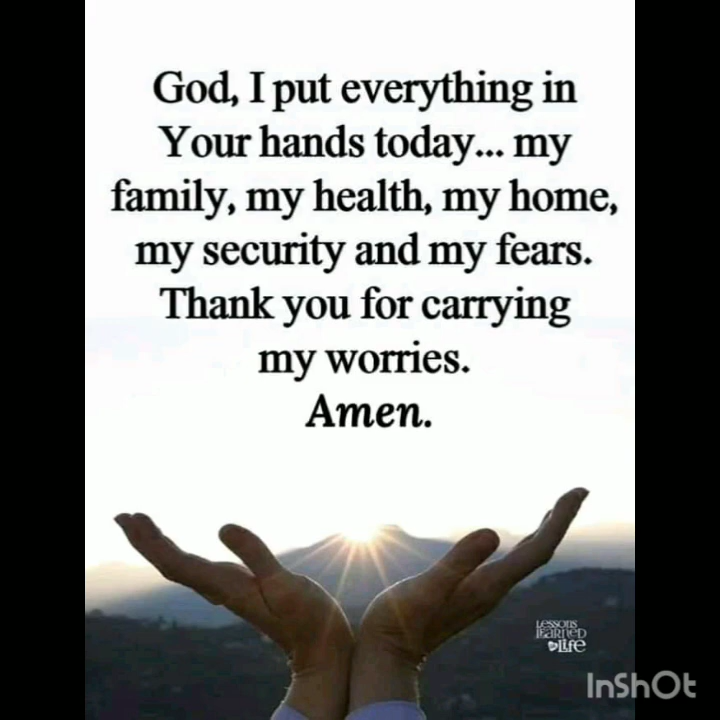 God, I put everything in
Your hands today... my
family, my health, my home,
my security and my fears.
Thank you for carrying
my worries.
Amen.
Lessons
Learned
Life
InShOt